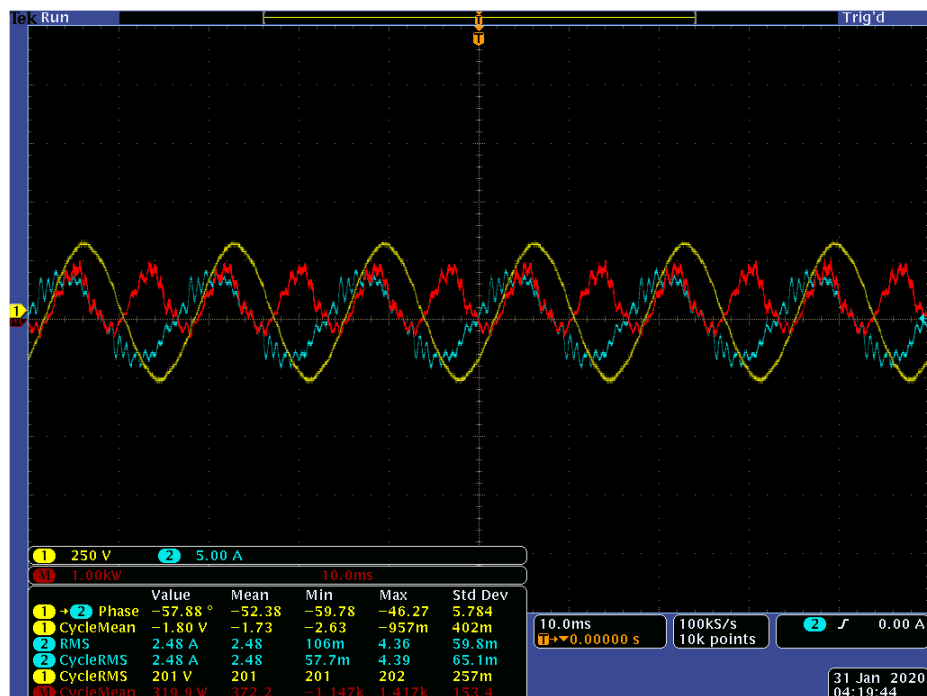 Tek Run Trig'd
T
T
1
1 250 V 2 5.00 A
M 1.00kW 10.0ms
Value Mean Min Max Std Dev
1 → 2 Phase −57.88 ° −52.38 −59.78 −46.27 5.784
1 CycleMean −1.80 V −1.73 −2.63 −957m 402m
2 RMS 2.48 A 2.48 106m 4.36 59.8m
2 CycleRMS 2.48 A 2.48 57.7m 4.39 65.1m
1 CycleRMS 201 V 201 201 202 257m
M CycleMean 319.9 W 372.2 −1.147k 1.417k 153.4
10.0ms
T→▼0.00000 s
100kS/s
10k points
2 0.00 A
31 Jan 2020
04:19:44